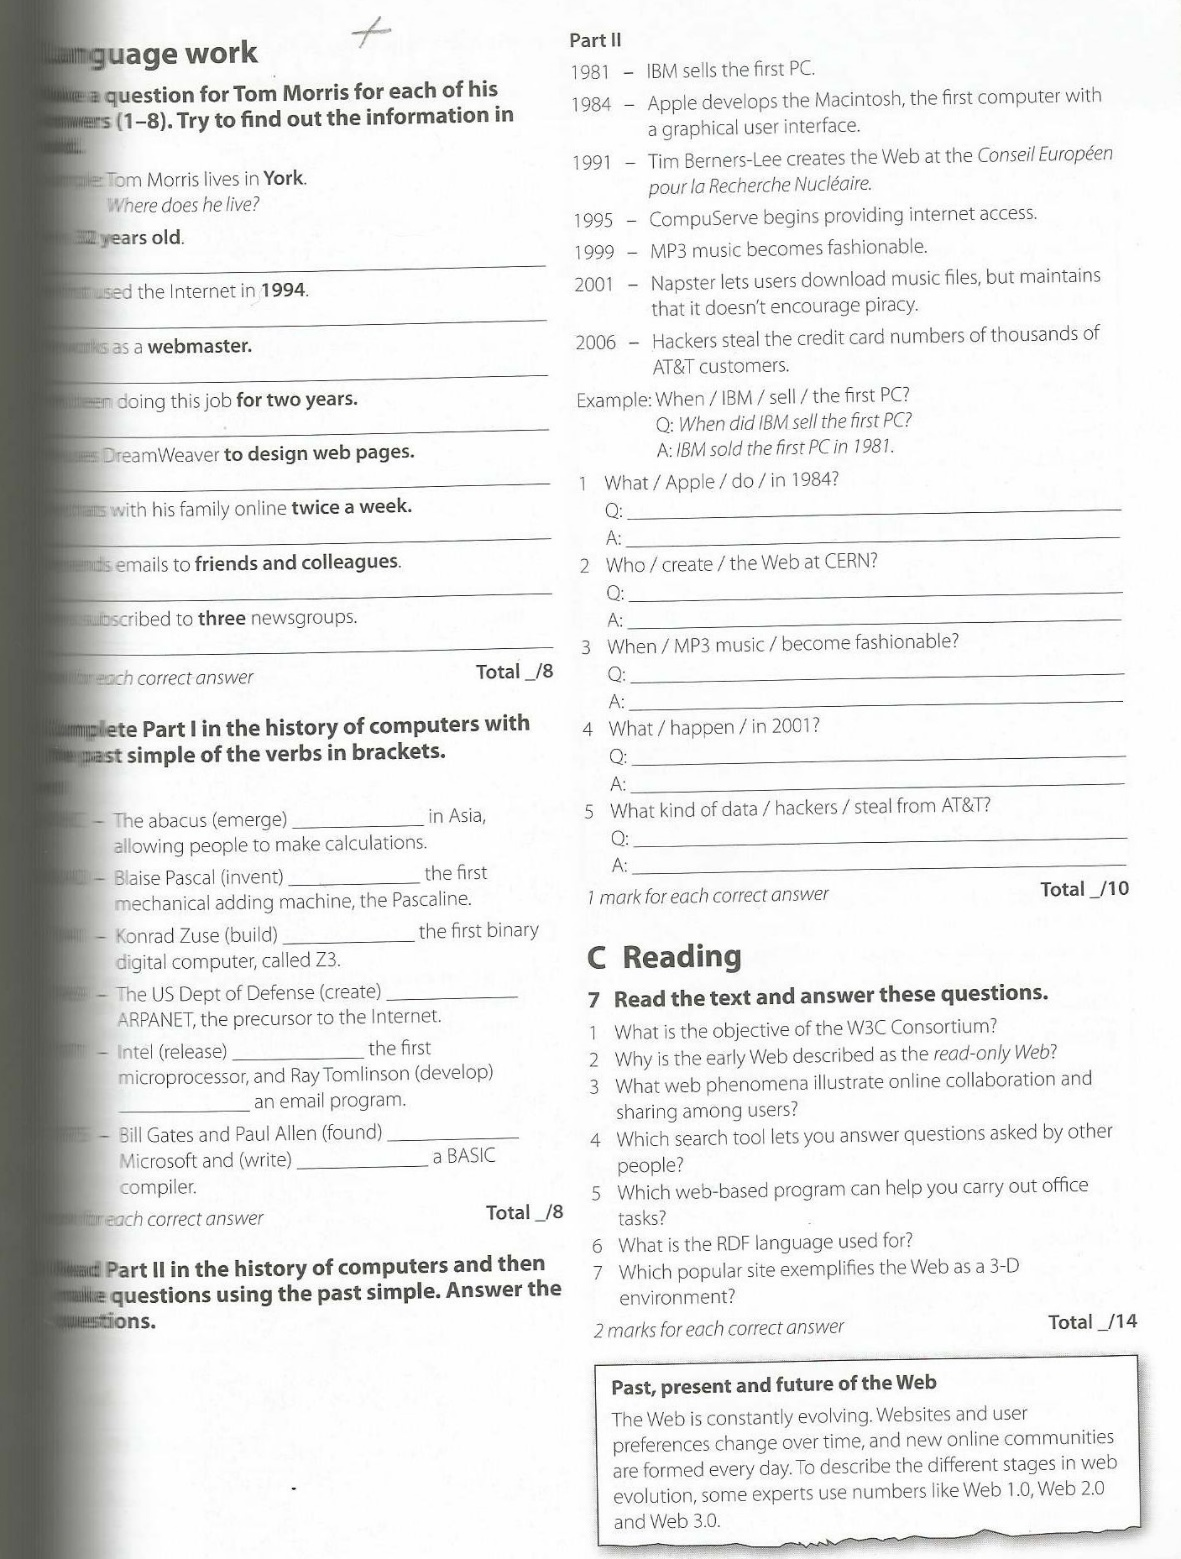 guage work
a question for Tom Morris for each of his
(1–8). Try to find out the information in
Tom Morris lives in York.
Where does he live?
32 years old.
used the Internet in 1994.
as a webmaster.
doing this job for two years.
DreamWeaver to design web pages.
with his family online twice a week.
emails to friends and colleagues.
subscribed to three newsgroups.
for each correct answer Total _/8
Complete Part I in the history of computers with
the past simple of the verbs in brackets.
– The abacus (emerge) ____________ in Asia,
allowing people to make calculations.
– Blaise Pascal (invent) ____________ the first
mechanical adding machine, the Pascaline.
– Konrad Zuse (build) ____________ the first binary
digital computer, called Z3.
– The US Dept of Defense (create) ____________
ARPANET, the precursor to the Internet.
– Intel (release) ____________ the first
microprocessor, and Ray Tomlinson (develop)
____________ an email program.
– Bill Gates and Paul Allen (found) ____________
Microsoft and (write) ____________ a BASIC
compiler.
for each correct answer Total _/8
Read Part II in the history of computers and then
make questions using the past simple. Answer the
questions.
Part II
1981 – IBM sells the first PC.
1984 – Apple develops the Macintosh, the first computer with
a graphical user interface.
1991 – Tim Berners-Lee creates the Web at the Conseil Européen
pour la Recherche Nucléaire.
1995 – CompuServe begins providing internet access.
1999 – MP3 music becomes fashionable.
2001 – Napster lets users download music files, but maintains
that it doesn't encourage piracy.
2006 – Hackers steal the credit card numbers of thousands of
AT&T customers.
Example: When / IBM / sell / the first PC?
Q: When did IBM sell the first PC?
A: IBM sold the first PC in 1981.
1 What / Apple / do / in 1984?
Q:
A:
2 Who / create / the Web at CERN?
Q:
A:
3 When / MP3 music / become fashionable?
Q:
A:
4 What / happen / in 2001?
Q:
A:
5 What kind of data / hackers / steal from AT&T?
Q:
A:
1 mark for each correct answer Total _/10
C Reading
7 Read the text and answer these questions.
1 What is the objective of the W3C Consortium?
2 Why is the early Web described as the read-only Web?
3 What web phenomena illustrate online collaboration and
sharing among users?
4 Which search tool lets you answer questions asked by other
people?
5 Which web-based program can help you carry out office
tasks?
6 What is the RDF language used for?
7 Which popular site exemplifies the Web as a 3-D
environment?
2 marks for each correct answer Total _/14
Past, present and future of the Web
The Web is constantly evolving. Websites and user
preferences change over time, and new online communities
are formed every day. To describe the different stages in web
evolution, some experts use numbers like Web 1.0, Web 2.0
and Web 3.0.